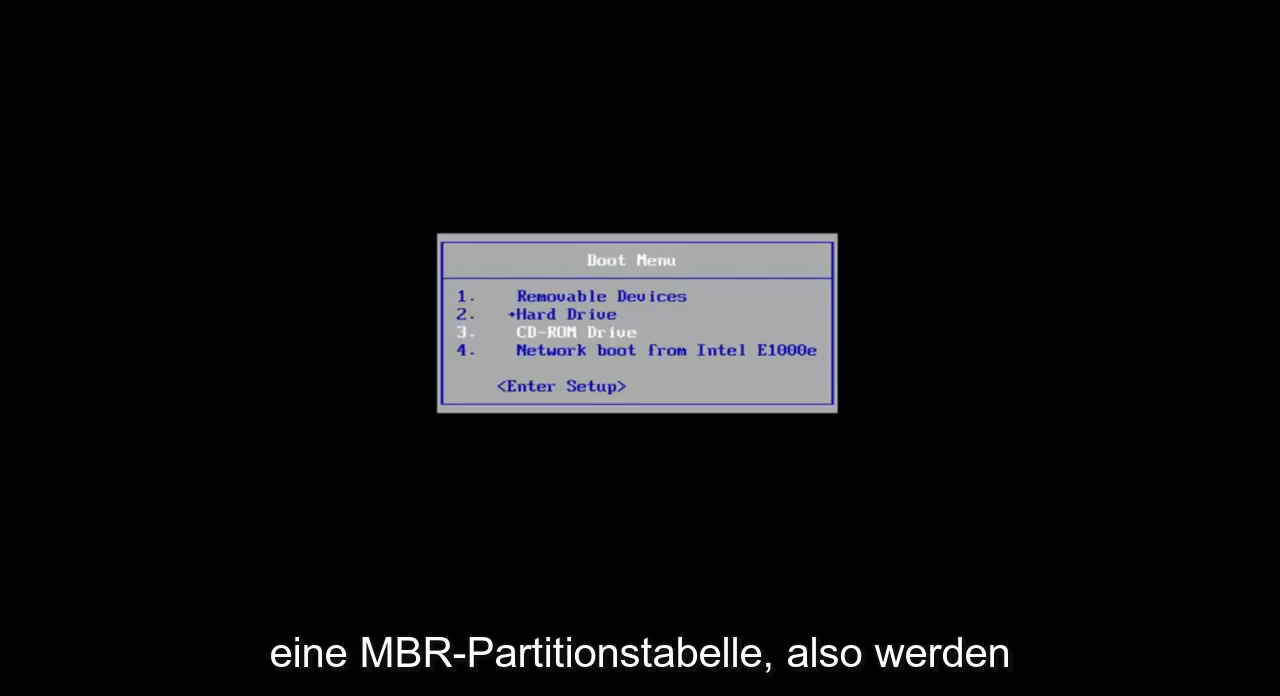 Boot Menu
1. Removable Devices
2. +Hard Drive
3. CD-ROM Drive
4. Network boot from Intel E1000e
<Enter Setup>
eine MBR-Partitionstabelle, also werden